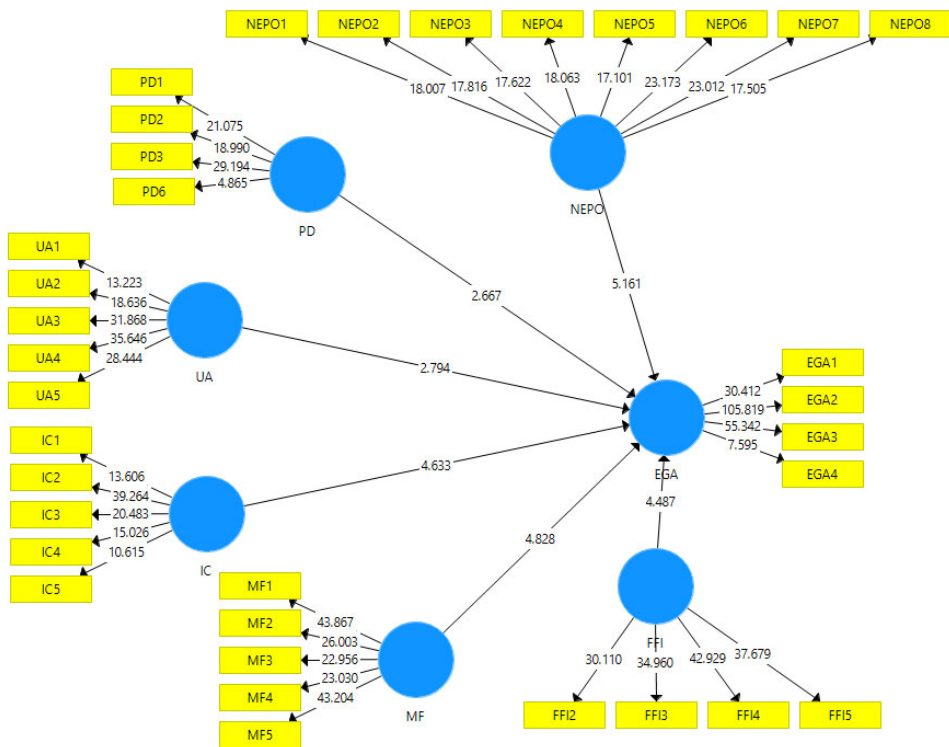 NEPO1 NEPO2 NEPO3 NEPO4 NEPO5 NEPO6 NEPO7 NEPO8
18.007 17.816 17.622 18.063 17.101 23.173 23.012 17.505
NEPO
PD1
PD2
PD3
PD6
21.075
18.990
29.194
4.865
PD
5.161
2.667
UA1
UA2
UA3
UA4
UA5
13.223
18.636
31.868
35.646
28.444
UA
2.794
EGA1
EGA2
EGA3
EGA4
30.412
105.819
55.342
7.595
EGA
IC1
IC2
IC3
IC4
IC5
13.606
39.264
20.483
15.026
10.615
IC
4.633
4.487
4.828
MF1
MF2
MF3
MF4
MF5
43.867
26.003
22.956
23.030
43.204
MF
FFI
30.110 34.960 42.929 37.679
FFI2 FFI3 FFI4 FFI5